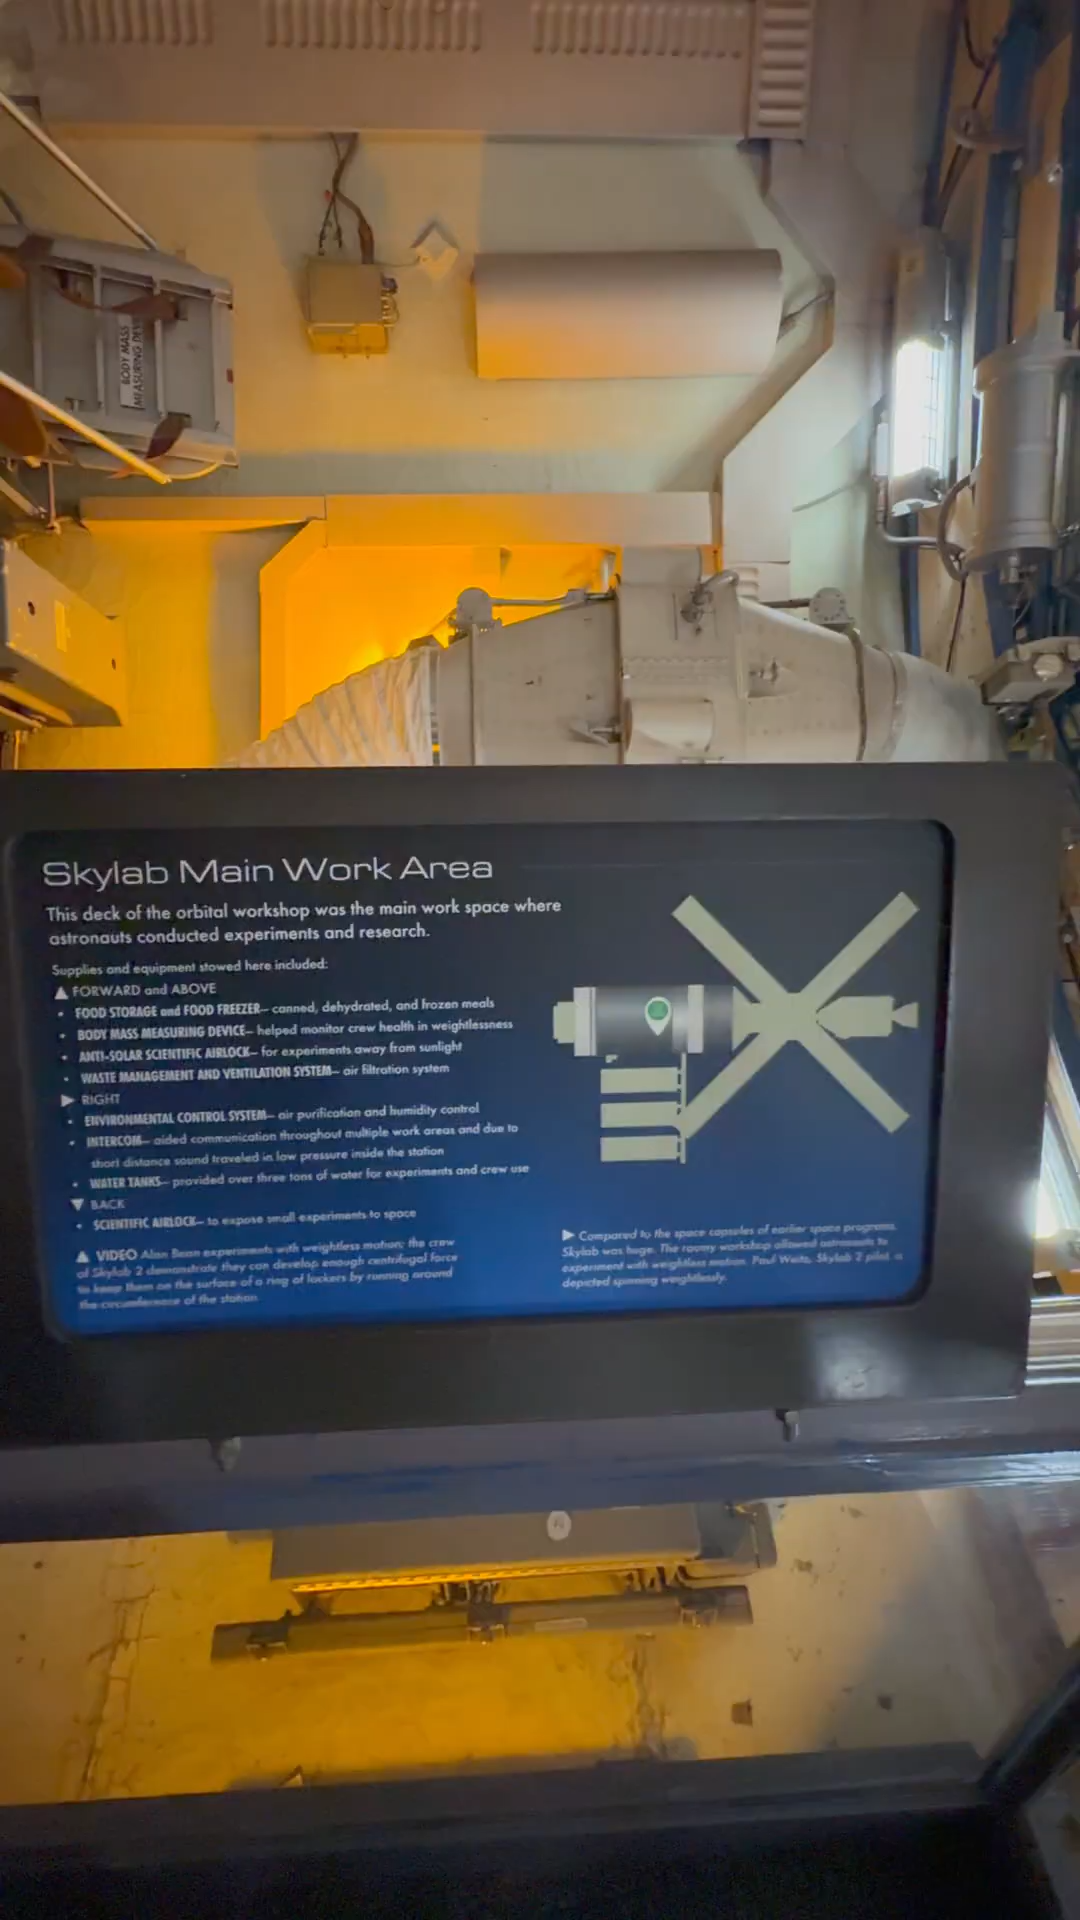 BODY MASS
MEASURING DEVI
Skylab Main Work Area
This deck of the orbital workshop was the main work space where
astronauts conducted experiments and research.
Supplies and equipment stowed here included:
▲ FORWARD and ABOVE
• FOOD STORAGE and FOOD FREEZER— canned, dehydrated, and frozen meals
• BODY MASS MEASURING DEVICE— helped monitor crew health in weightlessness
• ANTI-SOLAR SCIENTIFIC AIRLOCK— for experiments away from sunlight
• WASTE MANAGEMENT AND VENTILATION SYSTEM— air filtration system
▶ RIGHT
• ENVIRONMENTAL CONTROL SYSTEM— air purification and humidity control
• INTERCOM— aided communication throughout multiple work areas and due to
short distance sound traveled in low pressure inside the station
• WATER TANKS— provided over three tons of water for experiments and crew use
▼ BACK
• SCIENTIFIC AIRLOCK— to expose small experiments to space
▲ VIDEO Alan Bean experiments with weightless motion; the crew
of Skylab 2 demonstrate they can develop enough centrifugal force
to keep them on the surface of a ring of lockers by running around
the circumference of the station.
▶ Compared to the space capsules of earlier space programs,
Skylab was huge. The roomy workshop allowed astronauts to
experiment with weightless motion. Paul Weitz, Skylab 2 pilot, is
depicted spinning weightlessly.